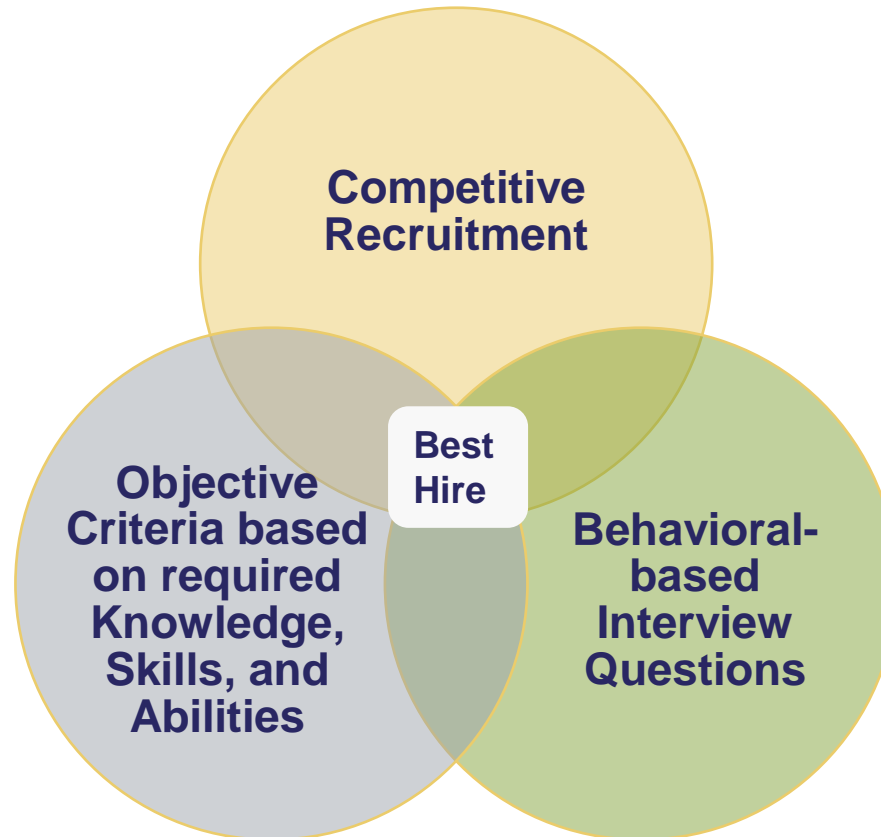 Competitive
Recruitment
Best
Hire
Objective
Criteria based
on required
Knowledge,
Skills, and
Abilities
Behavioral-
based
Interview
Questions